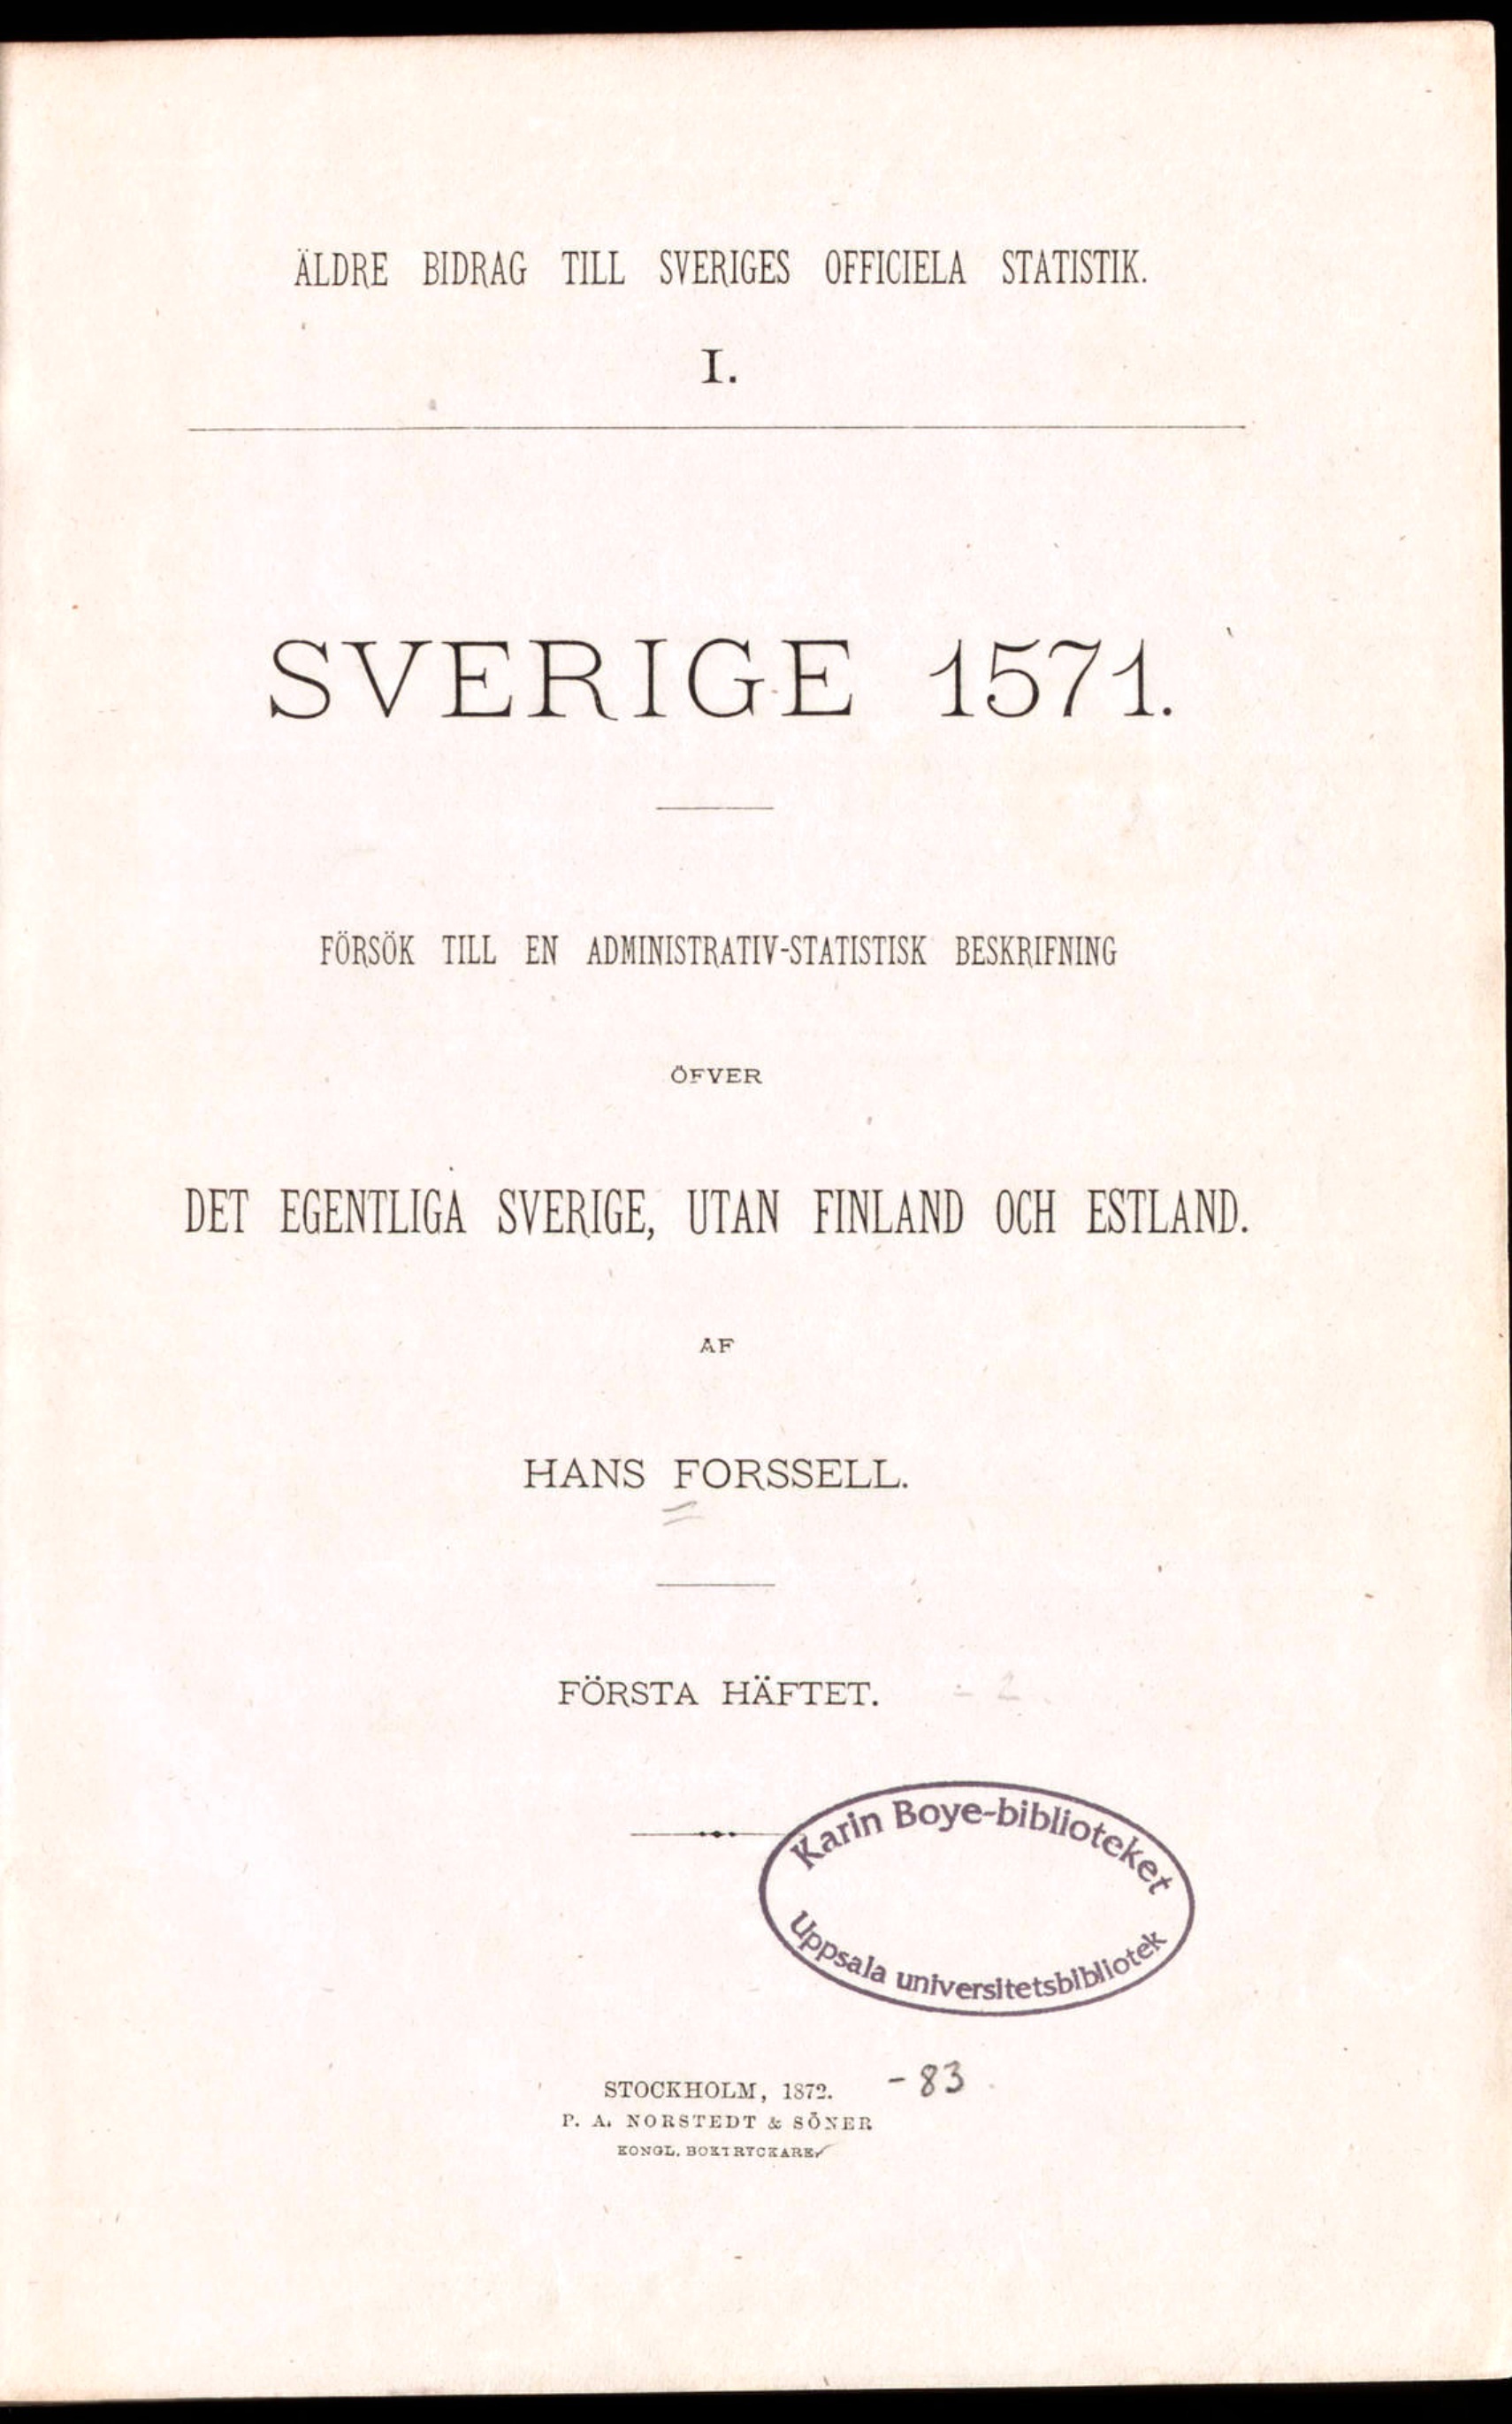 ÄLDRE BIDRAG TILL SVERIGES OFFICIELA STATISTIK.
I.
SVERIGE 1571.
FÖRSÖK TILL EN ADMINISTRATIV-STATISTISK BESKRIFNING
ÖFVER
DET EGENTLIGA SVERIGE, UTAN FINLAND OCH ESTLAND.
AF
HANS FORSSELL.
FÖRSTA HÄFTET. - 2.
Karin Boye-biblioteket
Uppsala universitetsbibliotek
STOCKHOLM, 1872. -83
P. A. NORSTEDT & SÖNER
KONGL. BOKTRYCKARE